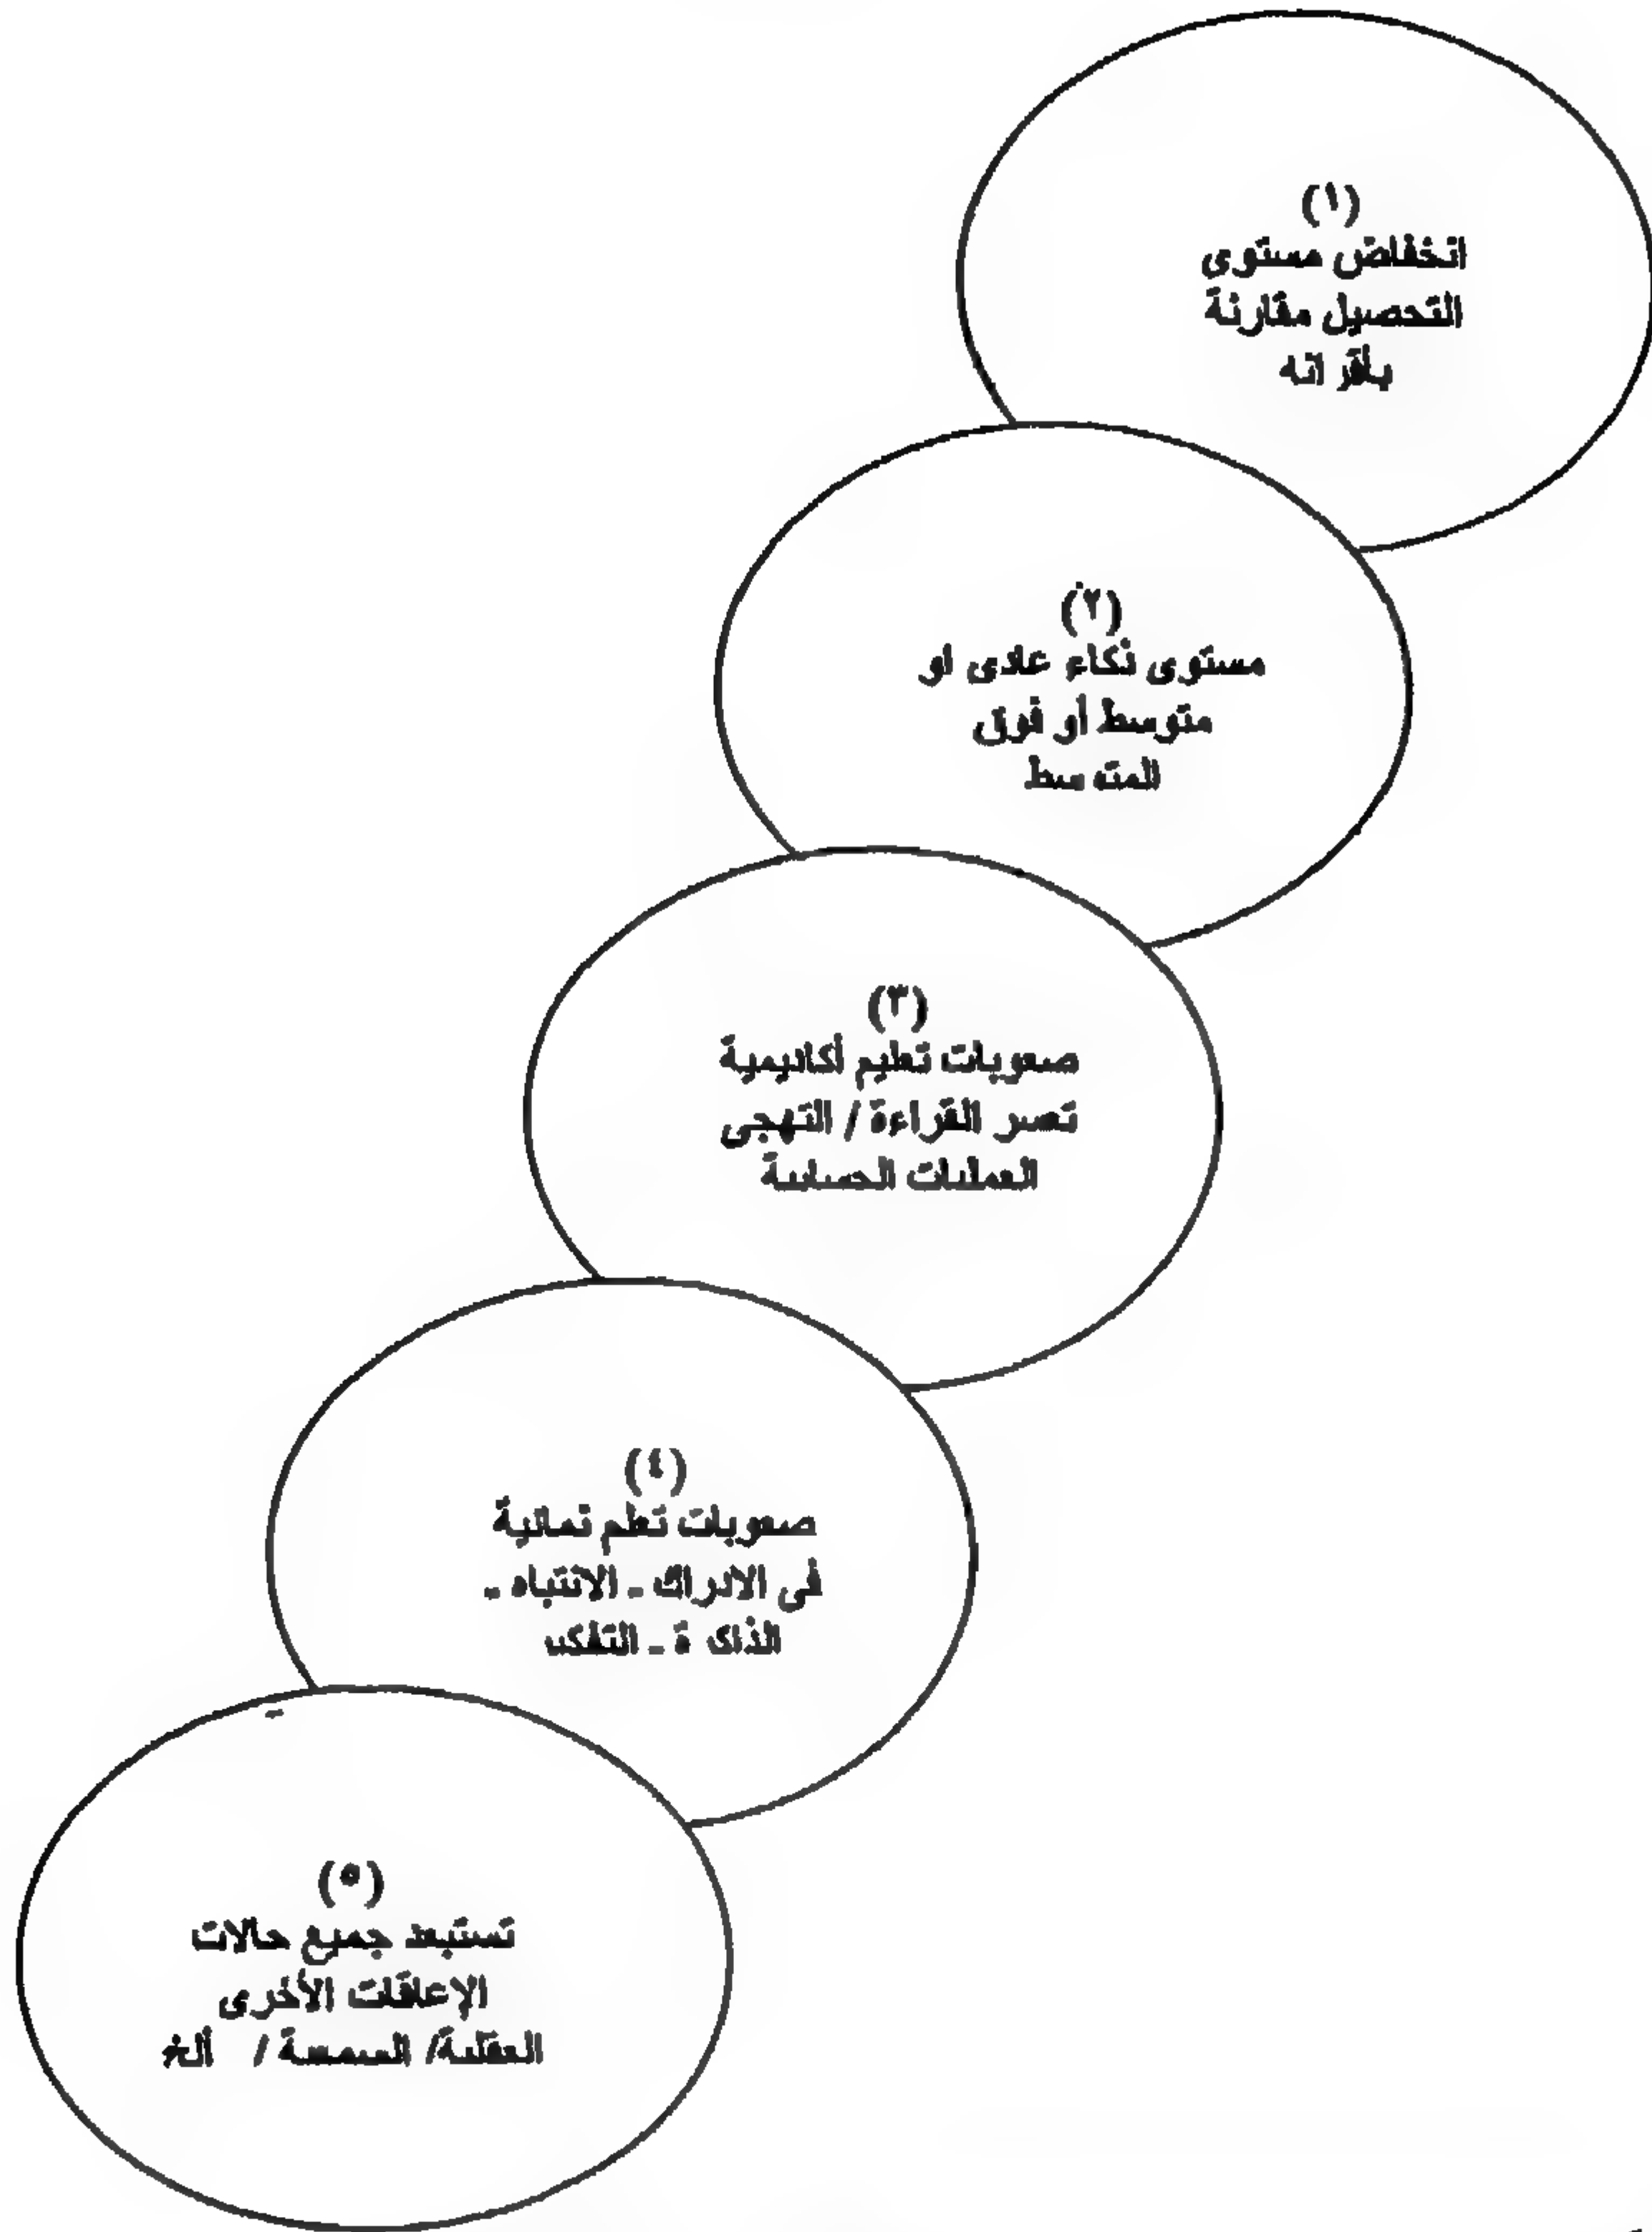 (١)
انخفاض مستوى
التحصيل مقارنة
بأقرانه
(٢)
مستوى ذكاء عادى او
متوسط أو فوق
المتوسط
(٣)
صعوبات تعليم أكاديمية
تعسر القراءة / التهجى
العمليات الحسابية
(٤)
صعوبات تعلم نمائية
فى الادراك - الانتباه -
الذاكرة - التفكير
(٥)
تستبعد جميع حالات
الإعاقات الأخرى
العقلية/ السمعية / ألخ